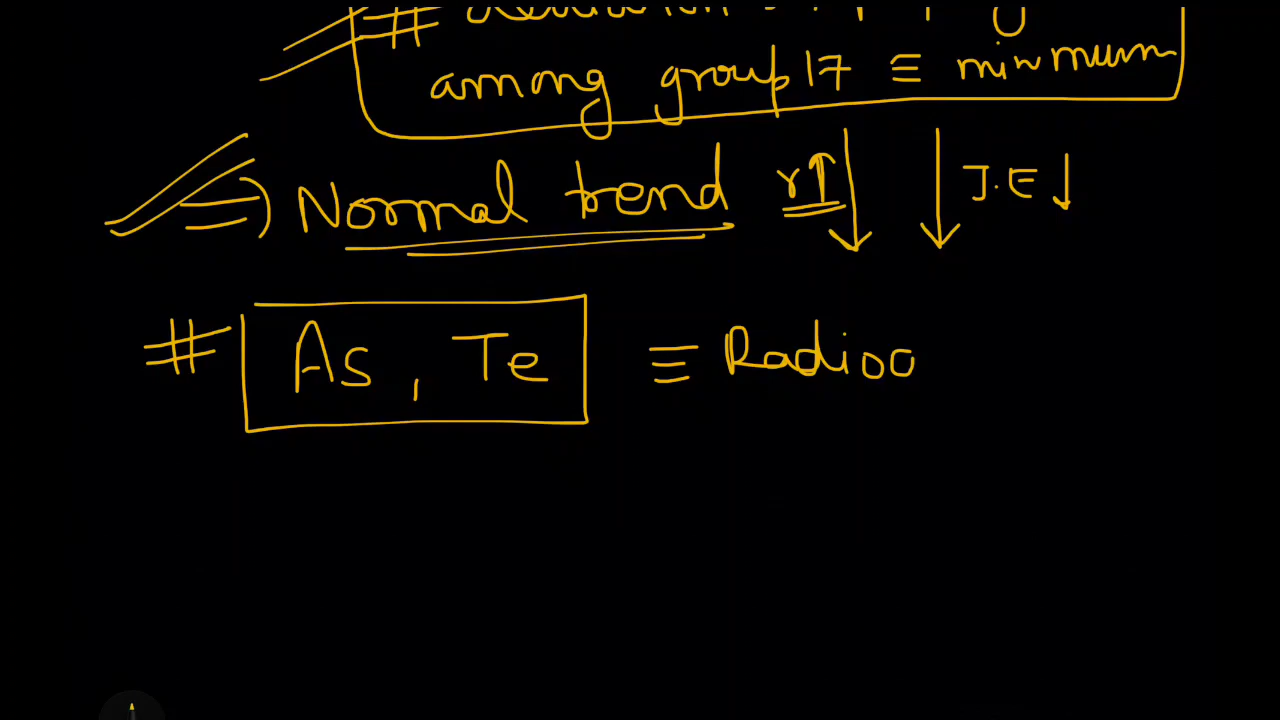 among group 17 ≡ minimum
⇒) Normal trend r↑ ↓ ↓ I.E↓
# As, Te ≡ Radioo